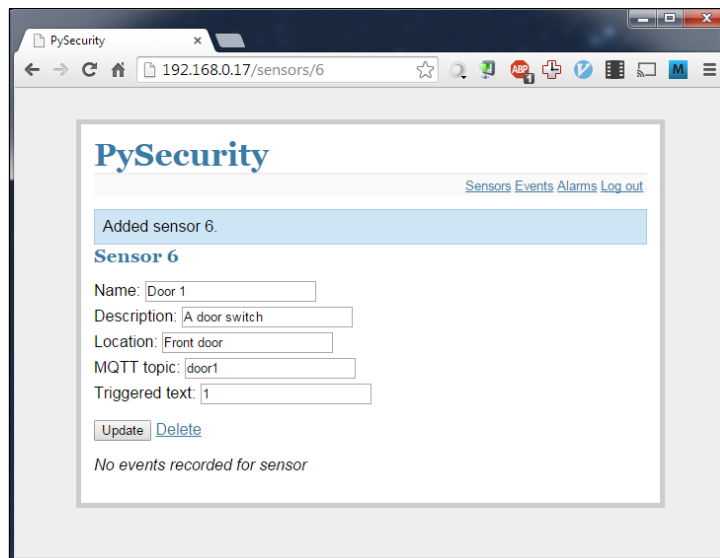 PySecurity
192.168.0.17/sensors/6
ABP
1
M
PySecurity
Sensors Events Alarms Log out
Added sensor 6.
Sensor 6
Name: Door 1
Description: A door switch
Location: Front door
MQTT topic: door1
Triggered text: 1
Update Delete
No events recorded for sensor